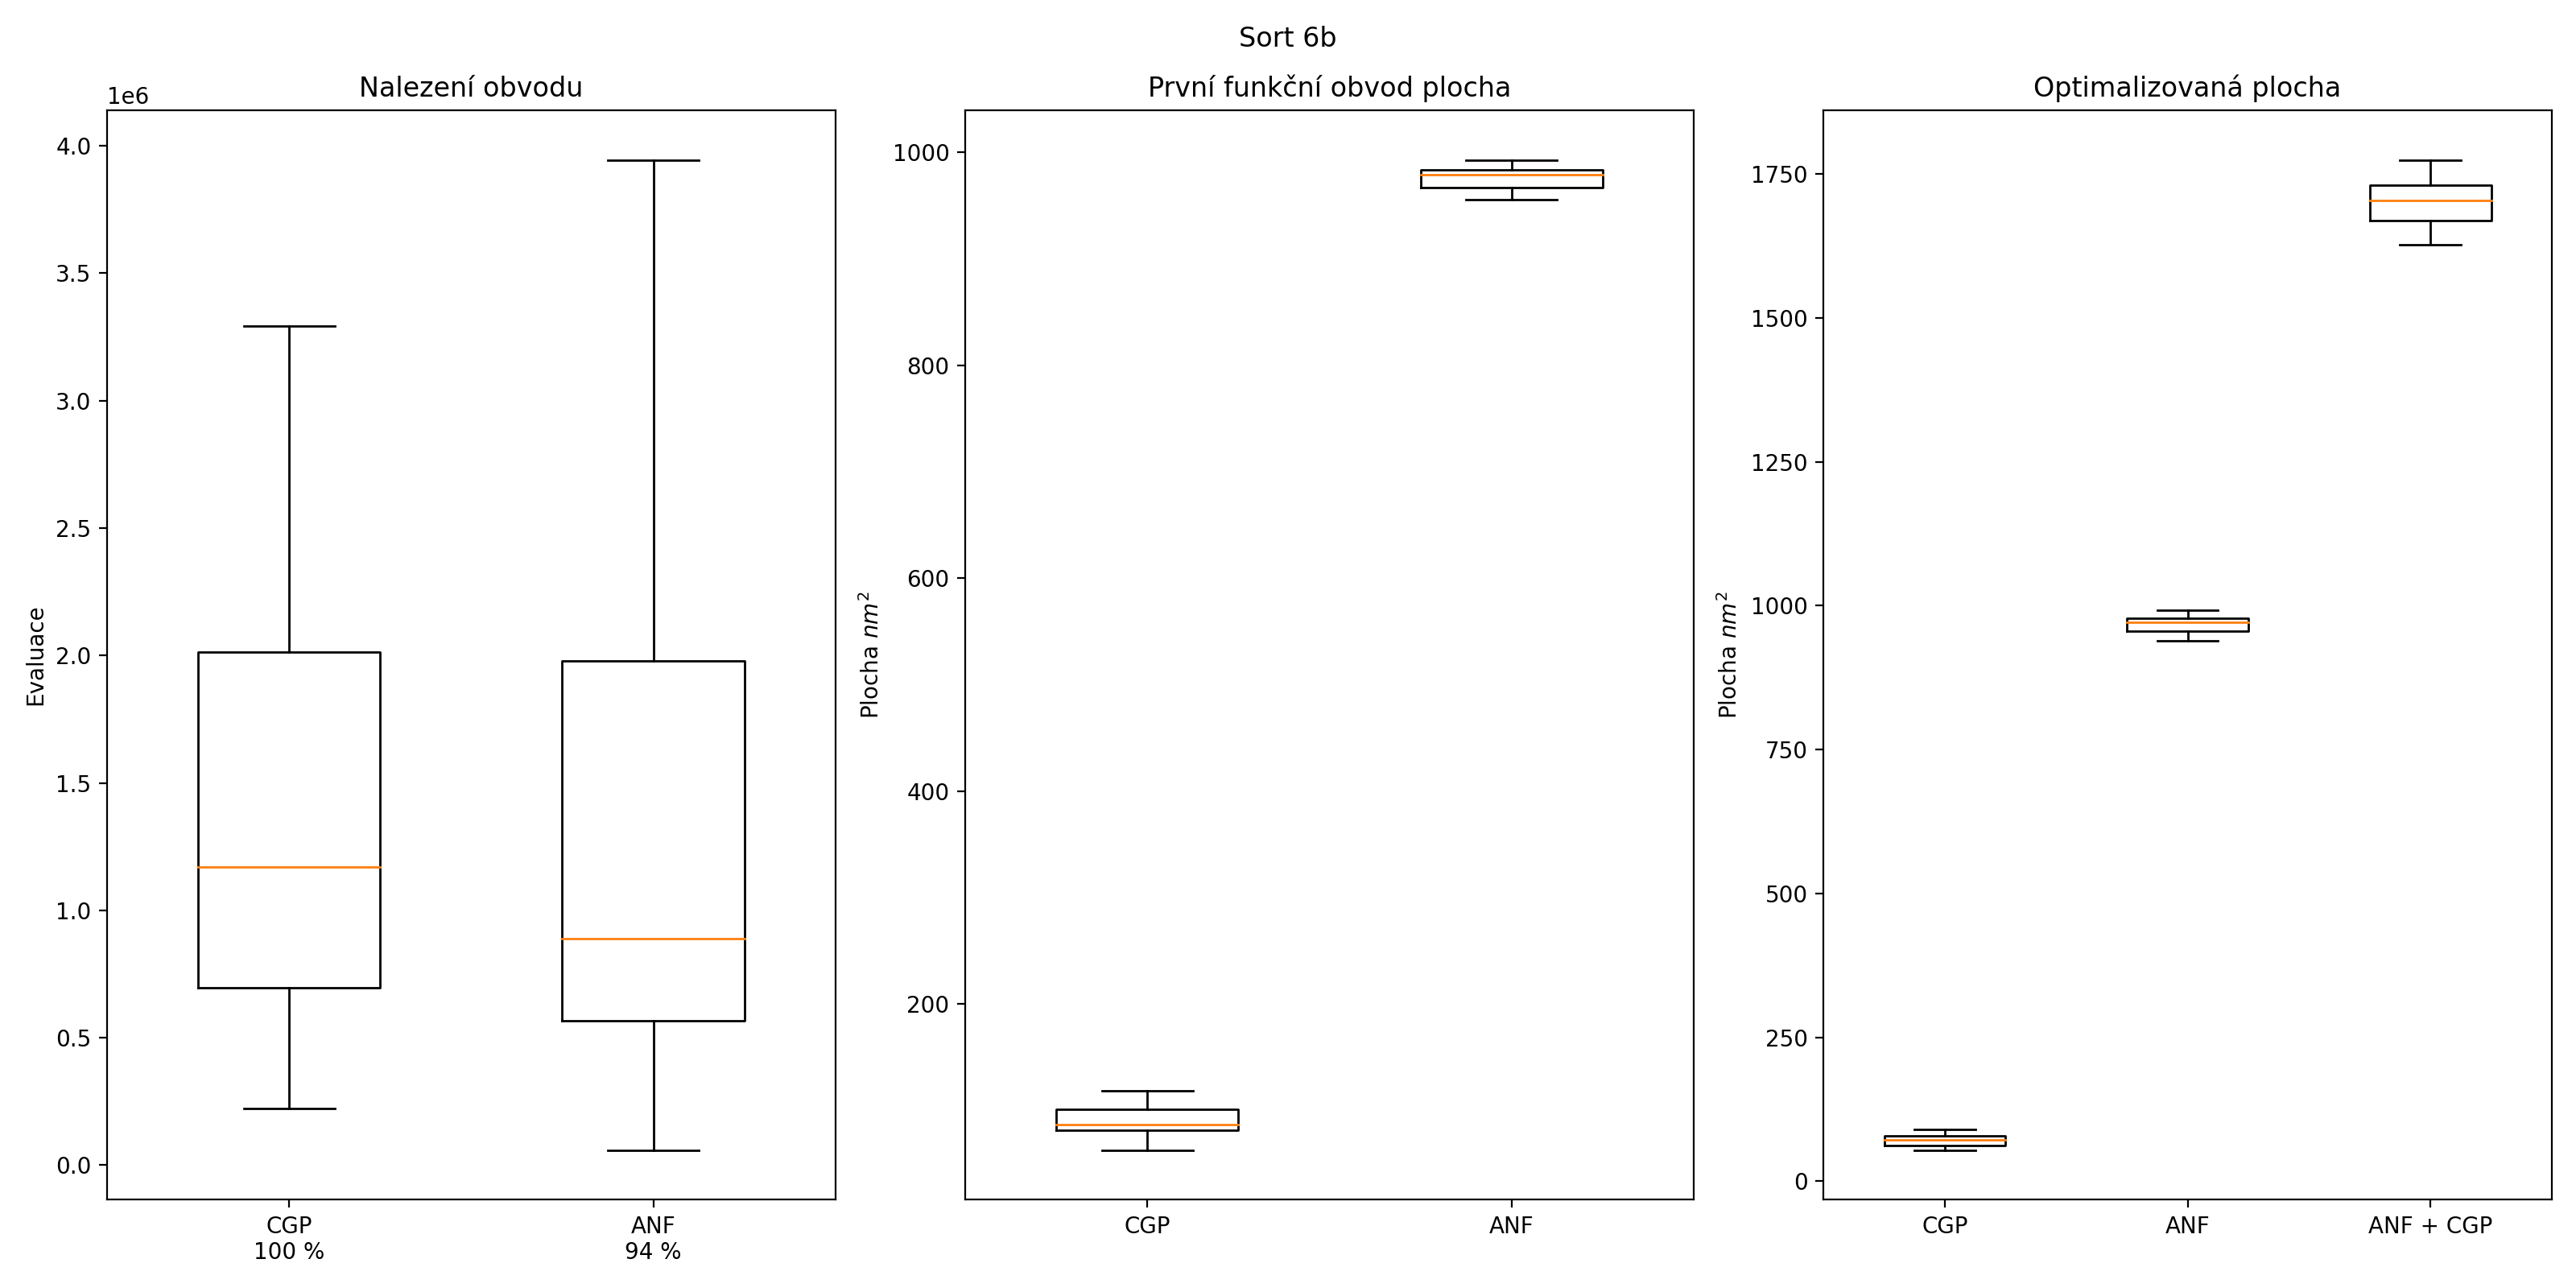 Sort 6b
Nalezení obvodu
1e6
4.0
3.5
3.0
2.5
2.0
1.5
1.0
0.5
0.0
Evaluace
CGP
100 %
ANF
94 %
První funkční obvod plocha
1000
800
600
400
200
Plocha nm²
CGP
ANF
Optimalizovaná plocha
1750
1500
1250
1000
750
500
250
0
Plocha nm²
CGP
ANF
ANF + CGP